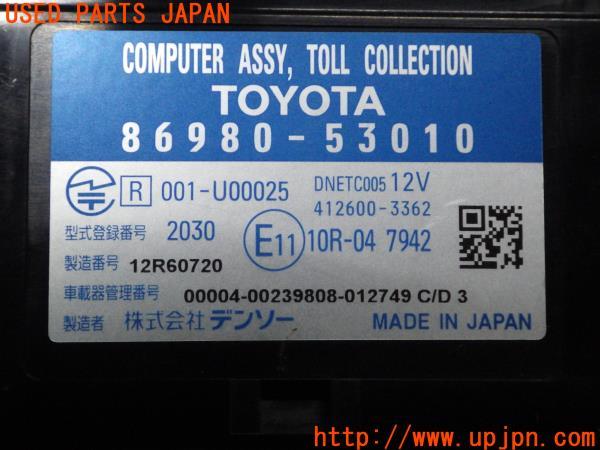 USED PARTS JAPAN
COMPUTER ASSY, TOLL COLLECTION
TOYOTA
86980-53010
R 001-U00025 DNETC005 12V
412600-3362
型式登録番号 2030 E11 10R-04 7942
製造番号 12R60720
車載器管理番号 00004-00239808-012749 C/D 3
製造者 株式会社デンソー MADE IN JAPAN
UPJ http://www.upjpn.com